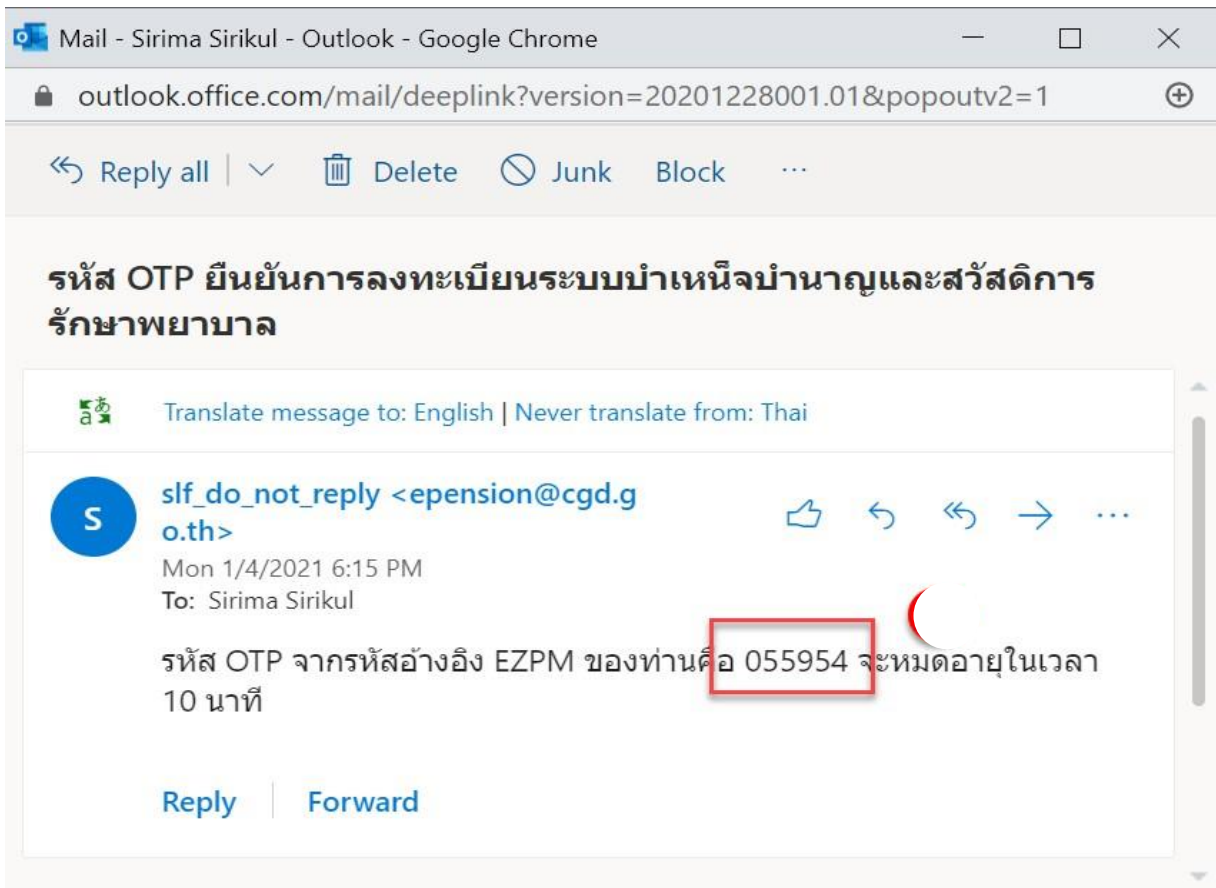 Mail - Sirima Sirikul - Outlook - Google Chrome
outlook.office.com/mail/deeplink?version=20201228001.01&popoutv2=1
Reply all Delete Junk Block ...
รหัส OTP ยืนยันการลงทะเบียนระบบบำเหน็จบำนาญและสวัสดิการ
รักษาพยาบาล
Translate message to: English | Never translate from: Thai
S
slf_do_not_reply <epension@cgd.g
o.th>
Mon 1/4/2021 6:15 PM
To: Sirima Sirikul
รหัส OTP จากรหัสอ้างอิง EZPM ของท่านคือ 055954 จะหมดอายุในเวลา
10 นาที
Reply Forward